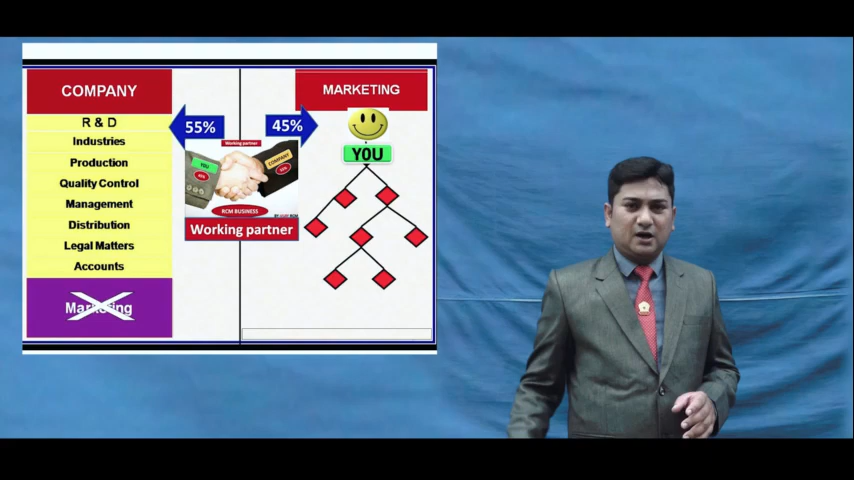 COMPANY
R & D
Industries
Production
Quality Control
Management
Distribution
Legal Matters
Accounts
Marketing
55%
45%
Working partner
YOU
COMPANY
RCM BUSINESS
Working partner
MARKETING
YOU